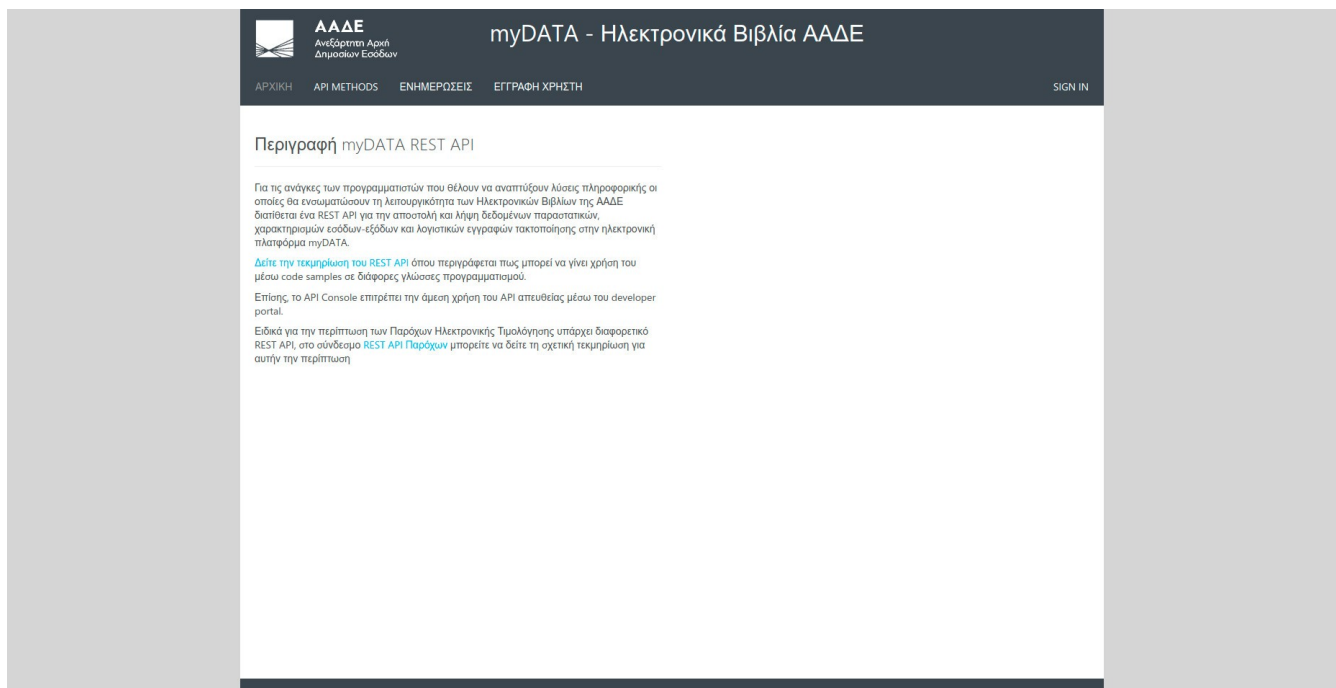 ΑΑΔΕ
Ανεξάρτητη Αρχή
Δημοσίων Εσόδων
myDATA - Ηλεκτρονικά Βιβλία ΑΑΔΕ
ΑΡΧΙΚΗ API METHODS ΕΝΗΜΕΡΩΣΕΙΣ ΕΓΓΡΑΦΗ ΧΡΗΣΤΗ SIGN IN
Περιγραφή myDATA REST API
Για τις ανάγκες των προγραμματιστών που θέλουν να αναπτύξουν λύσεις πληροφορικής οι
οποίες θα ενσωματώσουν τη λειτουργικότητα των Ηλεκτρονικών Βιβλίων της ΑΑΔΕ
διατίθεται ένα REST API για την αποστολή και λήψη δεδομένων παραστατικών,
χαρακτηρισμών εσόδων-εξόδων και λογιστικών εγγραφών τακτοποίησης στην ηλεκτρονική
πλατφόρμα myDATA.
Δείτε την τεκμηρίωση του REST API όπου περιγράφεται πως μπορεί να γίνει χρήση του
μέσω code samples σε διάφορες γλώσσες προγραμματισμού.
Επίσης, το API Console επιτρέπει την άμεση χρήση του API απευθείας μέσω του developer
portal.
Ειδικά για την περίπτωση των Παρόχων Ηλεκτρονικής Τιμολόγησης υπάρχει διαφορετικό
REST API, στο σύνδεσμο REST API Παρόχων μπορείτε να δείτε τη σχετική τεκμηρίωση για
αυτήν την περίπτωση